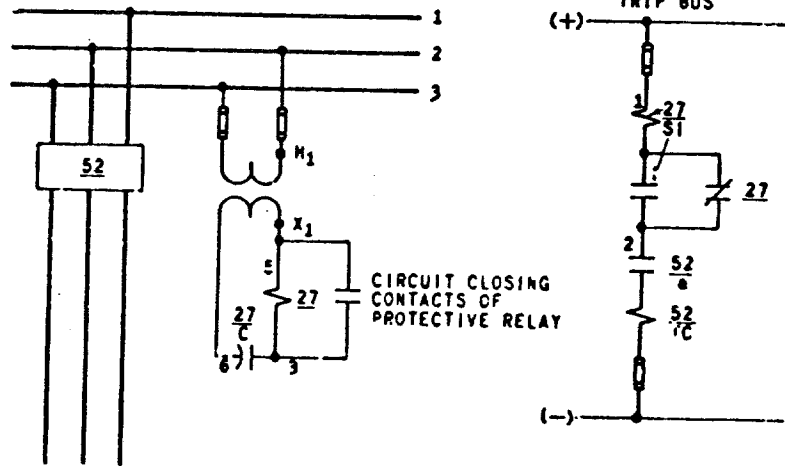 1
2
3
52
H1
X1
27
27
C
6
3
CIRCUIT CLOSING
CONTACTS OF
PROTECTIVE RELAY
TRIP BUS
(+)
1
27
SI
27
2
52
a
52
TC
(-)